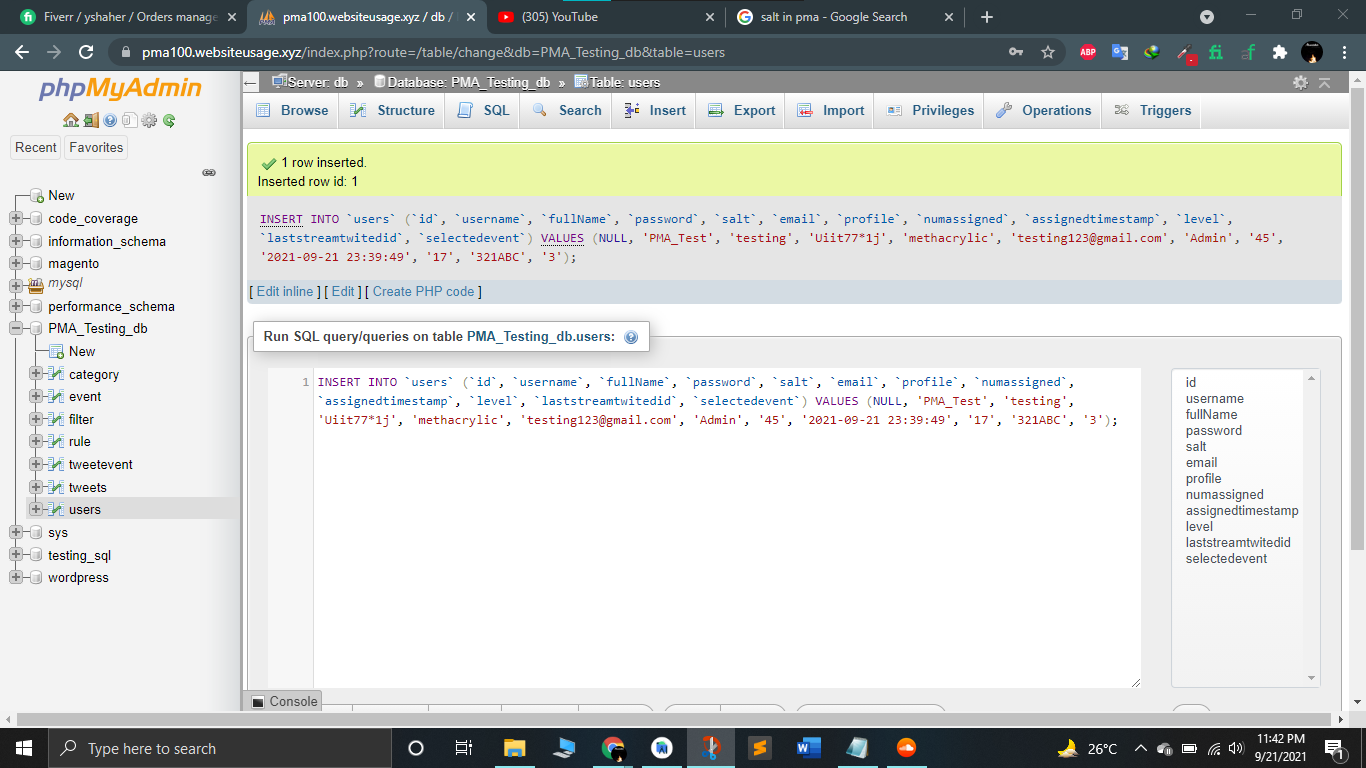 Fiverr / yshaher / Orders manage
pma100.websiteusage.xyz / db /
(305) YouTube
salt in pma - Google Search
pma100.websiteusage.xyz/index.php?route=/table/change&db=PMA_Testing_db&table=users
ABP
phpMyAdmin
Server: db » Database: PMA_Testing_db » Table: users
Browse Structure SQL Search Insert Export Import Privileges Operations Triggers
Recent Favorites
New
code_coverage
information_schema
magento
mysql
performance_schema
PMA_Testing_db
New
category
event
filter
rule
tweetevent
tweets
users
sys
testing_sql
wordpress
1 row inserted.
Inserted row id: 1
INSERT INTO `users` (`id`, `username`, `fullName`, `password`, `salt`, `email`, `profile`, `numassigned`, `assignedtimestamp`, `level`,
`laststreamtwitedid`, `selectedevent`) VALUES (NULL, 'PMA_Test', 'testing', 'Uiit77*1j', 'methacrylic', 'testing123@gmail.com', 'Admin', '45',
'2021-09-21 23:39:49', '17', '321ABC', '3');
[ Edit inline ] [ Edit ] [ Create PHP code ]
Run SQL query/queries on table PMA_Testing_db.users:
1 INSERT INTO `users` (`id`, `username`, `fullName`, `password`, `salt`, `email`, `profile`, `numassigned`,
`assignedtimestamp`, `level`, `laststreamtwitedid`, `selectedevent`) VALUES (NULL, 'PMA_Test', 'testing',
'Uiit77*1j', 'methacrylic', 'testing123@gmail.com', 'Admin', '45', '2021-09-21 23:39:49', '17', '321ABC', '3');
id
username
fullName
password
salt
email
profile
numassigned
assignedtimestamp
level
laststreamtwitedid
selectedevent
Console
Type here to search
26°C
11:42 PM
9/21/2021
1